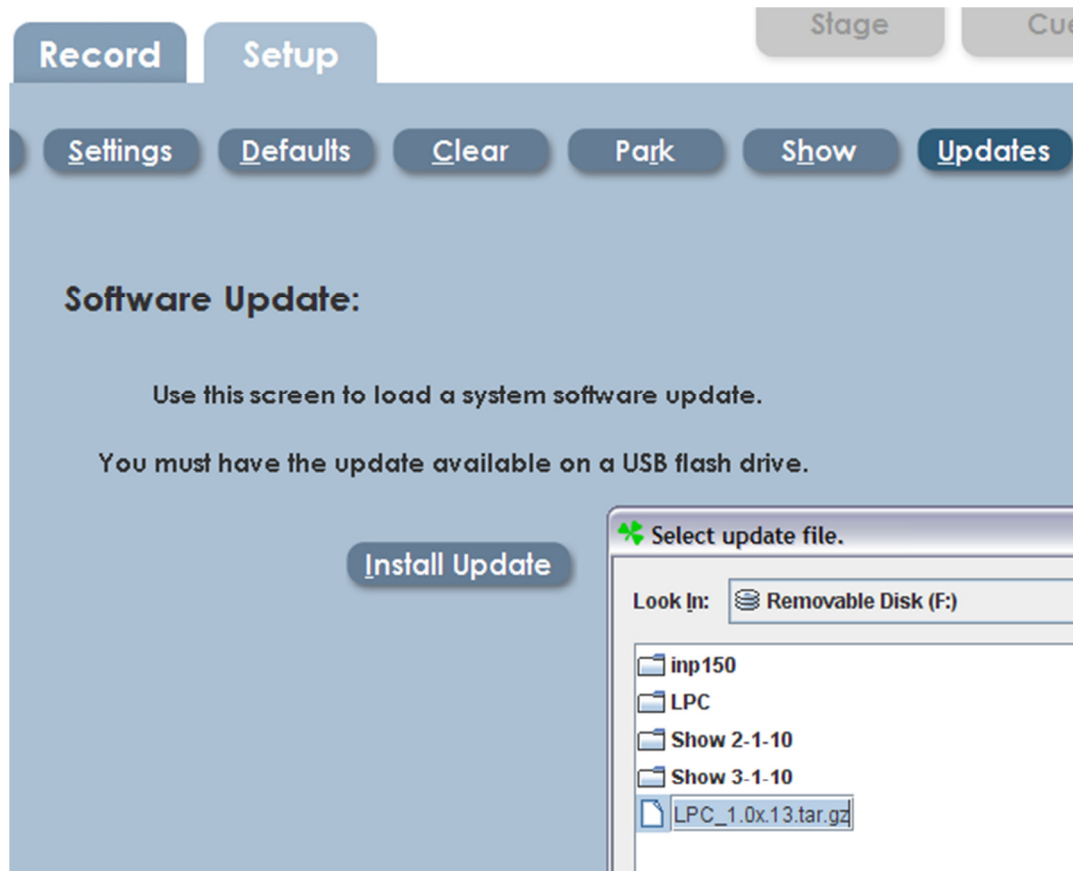 Stage
Record
Setup
Settings
Defaults
Clear
Park
Show
Updates
Software Update:
Use this screen to load a system software update.
You must have the update available on a USB flash drive.
Install Update
Select update file.
Look In:
Removable Disk (F:)
inp150
LPC
Show 2-1-10
Show 3-1-10
LPC_1.0x.13.tar.gz